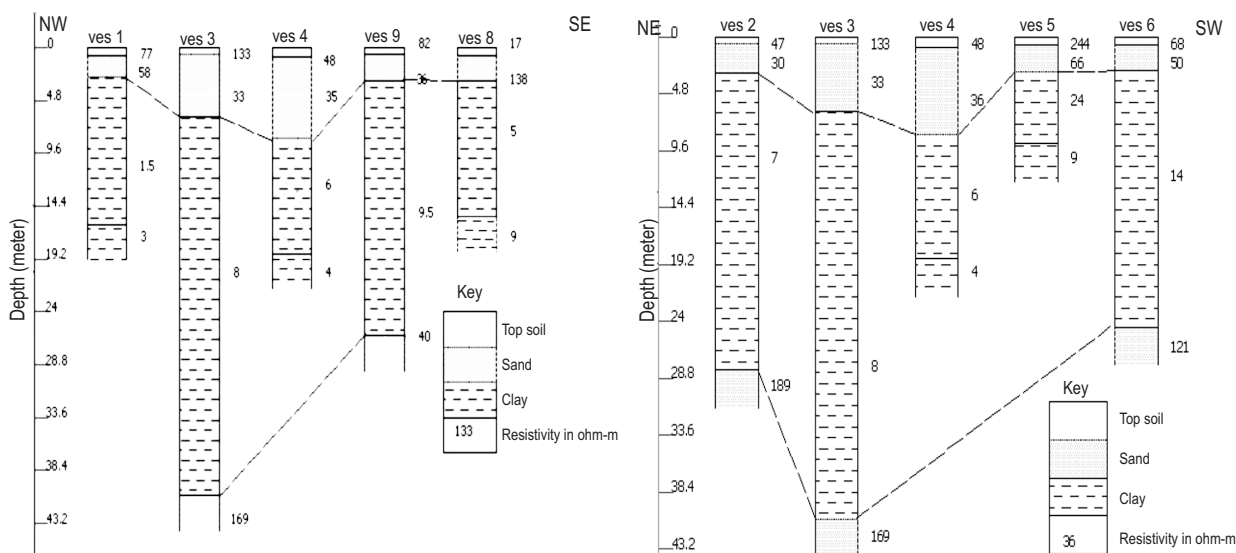 NW
ves 1
ves 3
ves 4
ves 9
ves 8
SE
0
4.8
9.6
14.4
19.2
24
28.8
33.6
38.4
43.2
Depth (meter)
77
58
1.5
3
133
33
8
169
48
35
6
4
82
36
9.5
40
17
138
5
9
Key
Top soil
Sand
Clay
133 Resistivity in ohm-m
NE
ves 2
ves 3
ves 4
ves 5
ves 6
SW
0
4.8
9.6
14.4
19.2
24
28.8
33.6
38.4
43.2
Depth (meter)
47
30
7
189
133
33
8
169
48
36
6
4
244
66
24
9
68
50
14
121
Key
Top soil
Sand
Clay
36 Resistivity in ohm-m